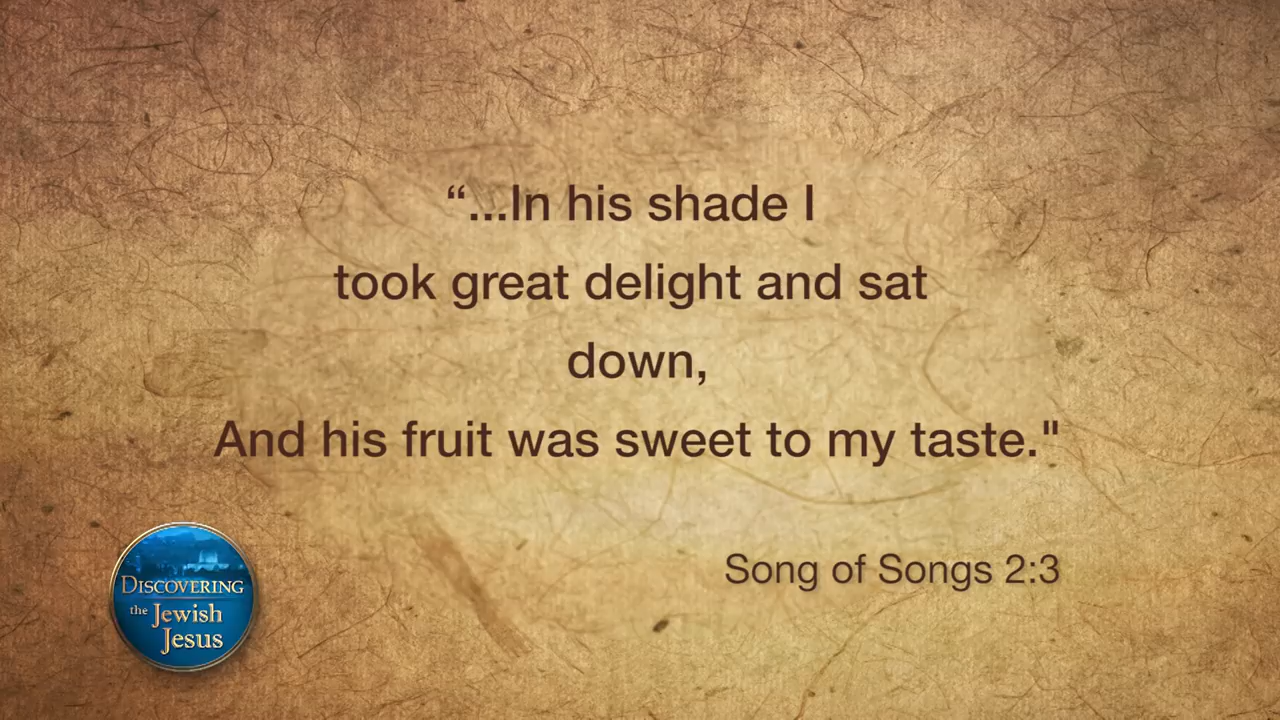 “...In his shade I
took great delight and sat
down,
And his fruit was sweet to my taste."
Song of Songs 2:3
DISCOVERING
the Jewish
Jesus